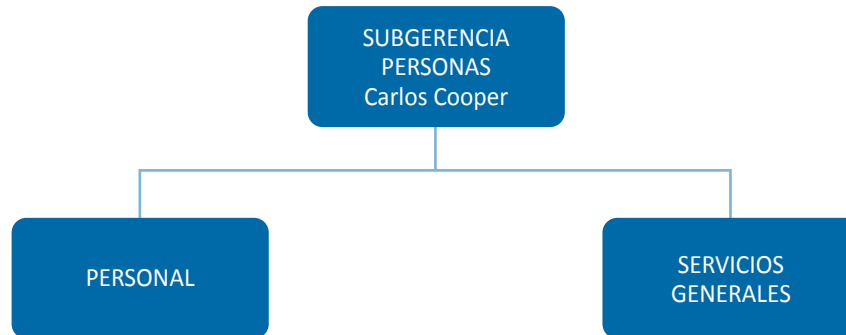 SUBGERENCIA
PERSONAS
Carlos Cooper
PERSONAL
SERVICIOS
GENERALES